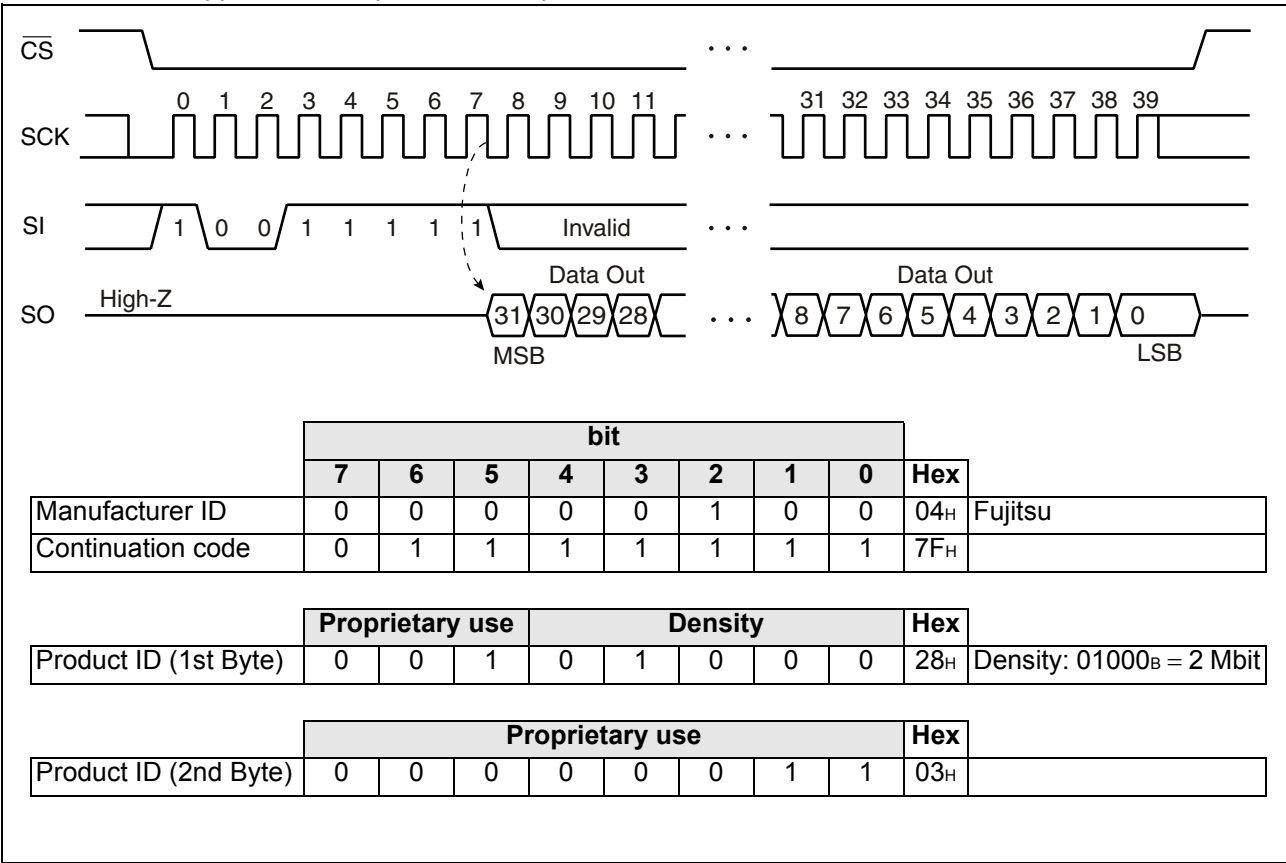 CS
. . .
0 1 2 3 4 5 6 7 8 9 10 11 31 32 33 34 35 36 37 38 39
SCK . . .
SI 1 0 0 1 1 1 1 1 Invalid . . .
Data Out Data Out
High-Z
SO 31 30 29 28 . . . 8 7 6 5 4 3 2 1 0
MSB LSB
bit
7 6 5 4 3 2 1 0 Hex
Manufacturer ID 0 0 0 0 0 1 0 0 04H Fujitsu
Continuation code 0 1 1 1 1 1 1 1 7FH
Proprietary use Density Hex
Product ID (1st Byte) 0 0 1 0 1 0 0 0 28H Density: 01000B = 2 Mbit
Proprietary use Hex
Product ID (2nd Byte) 0 0 0 0 0 0 1 1 03H